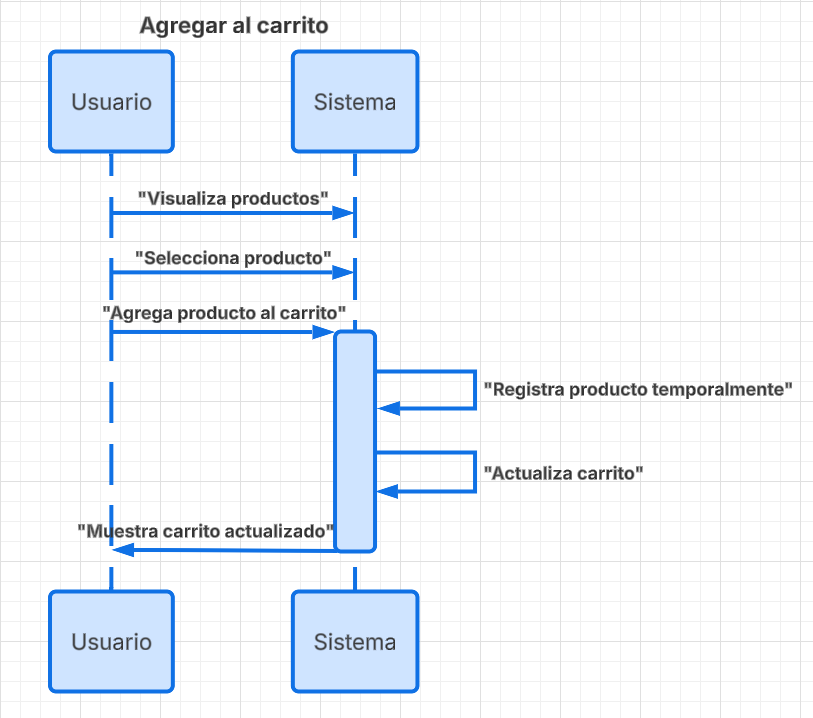 Agregar al carrito
Usuario
Sistema
"Visualiza productos"
"Selecciona producto"
"Agrega producto al carrito"
"Registra producto temporalmente"
"Actualiza carrito"
"Muestra carrito actualizado"
Usuario
Sistema